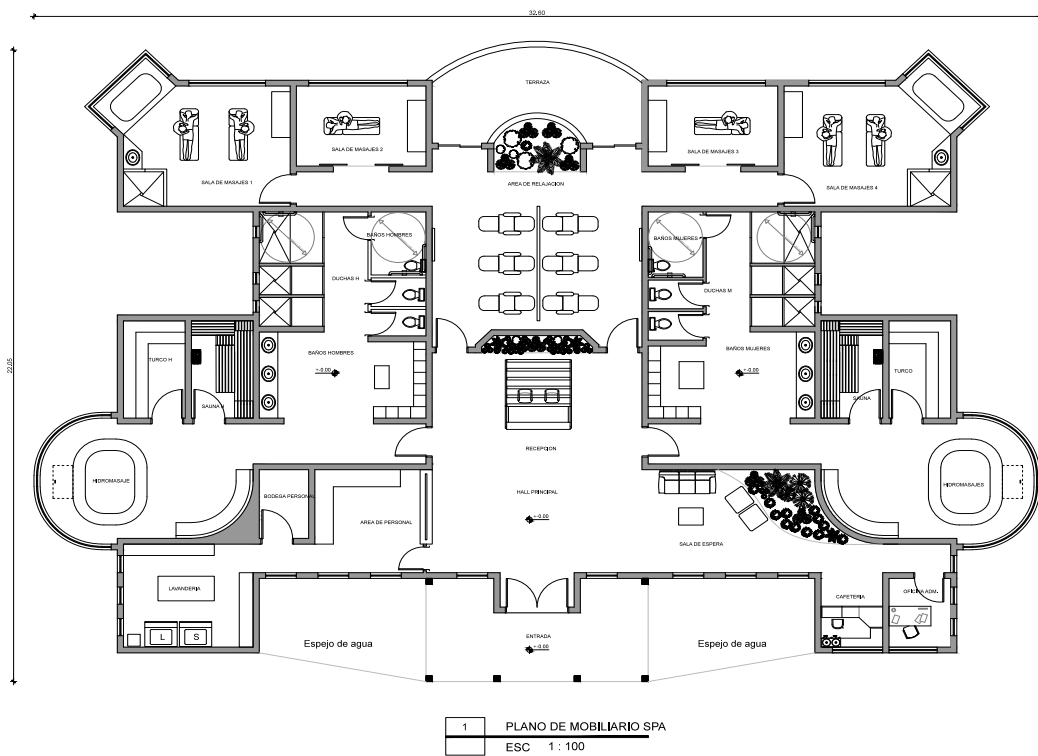 32.60
22.05
TERRAZA
SALA DE MASAJES 1
SALA DE MASAJES 2
SALA DE MASAJES 3
SALA DE MASAJES 4
AREA DE RELAJACION
BAÑOS HOMBRES
BAÑOS MUJERES
DUCHAS H
DUCHAS M
TURCO H
SAUNA H
BAÑOS HOMBRES
+-0.00
BAÑOS MUJERES
+-0.00
SAUNA
TURCO
RECEPCION
HIDROMASAJE
HIDROMASAJES
BODEGA PERSONAL
AREA DE PERSONAL
HALL PRINCIPAL
+-0.00
SALA DE ESPERA
LAVANDERIA
L
S
CAFETERIA
OFICINA ADM.
Espejo de agua
ENTRADA
+-0.00
Espejo de agua
1 PLANO DE MOBILIARIO SPA
ESC 1 : 100